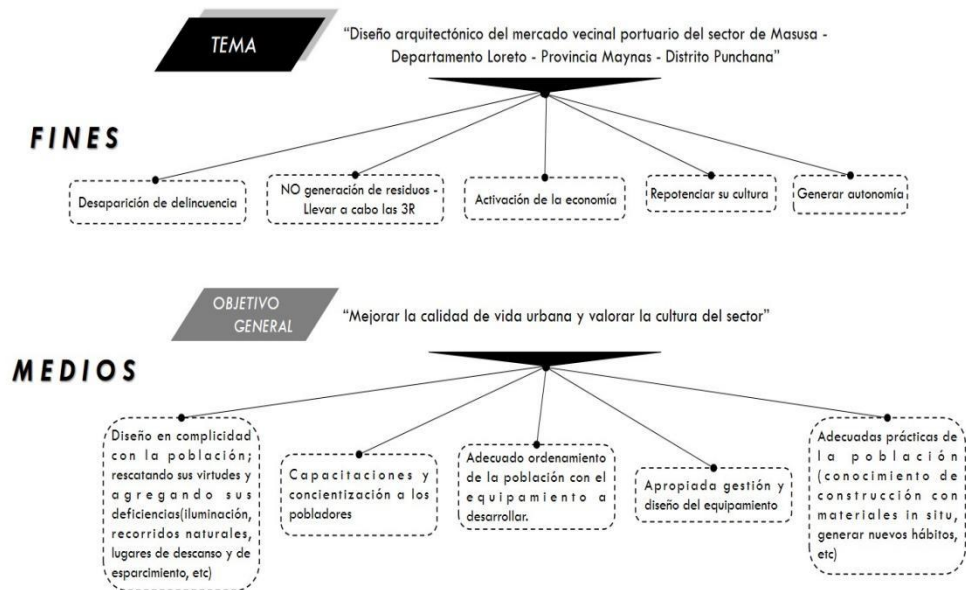 TEMA
“Diseño arquitectónico del mercado vecinal portuario del sector de Masusa -
Departamento Loreto - Provincia Maynas - Distrito Punchana”
FINES
Desaparición de delincuencia
NO generación de residuos -
Llevar a cabo las 3R
Activación de la economía
Repotenciar su cultura
Generar autonomía
OBJETIVO
GENERAL
“Mejorar la calidad de vida urbana y valorar la cultura del sector”
MEDIOS
Diseño en complicidad
con la población;
rescatando sus virtudes y
agregando sus
deficiencias(iluminación,
recorridos naturales,
lugares de descanso y de
esparcimiento, etc)
Capacitaciones y
concientización a los
pobladores
Adecuado ordenamiento
de la población con el
equipamiento a
desarrollar.
Apropiada gestión y
diseño del equipamiento
Adecuadas prácticas de
la población
(conocimiento de
construcción con
materiales in situ,
generar nuevos hábitos,
etc)